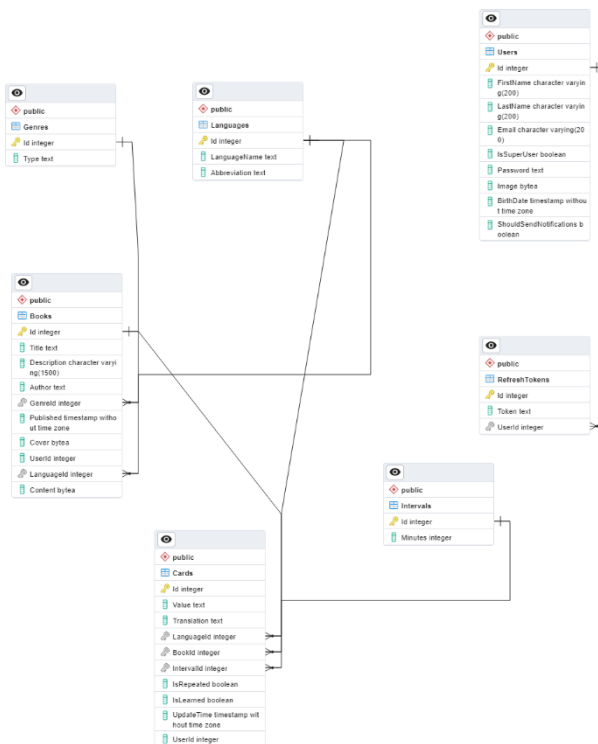 public
Users
Id integer
FirstName character varyin
g(200)
LastName character varyin
g(200)
Email character varying(20
0)
IsSuperUser boolean
Password text
Image bytea
BirthDate timestamp withou
t time zone
ShouldSendNotifications b
oolean
public
Genres
Id integer
Type text
public
Languages
Id integer
LanguageName text
Abbreviation text
public
Books
Id integer
Title text
Description character varyi
ng(1500)
Author text
GenreId integer
Published timestamp witho
ut time zone
Cover bytea
UserId integer
LanguageId integer
Content bytea
public
RefreshTokens
Id integer
Token text
UserId integer
public
Intervals
Id integer
Minutes integer
public
Cards
Id integer
Value text
Translation text
LanguageId integer
BookId integer
IntervalId integer
IsRepeated boolean
IsLearned boolean
UpdateTime timestamp wit
hout time zone
UserId integer